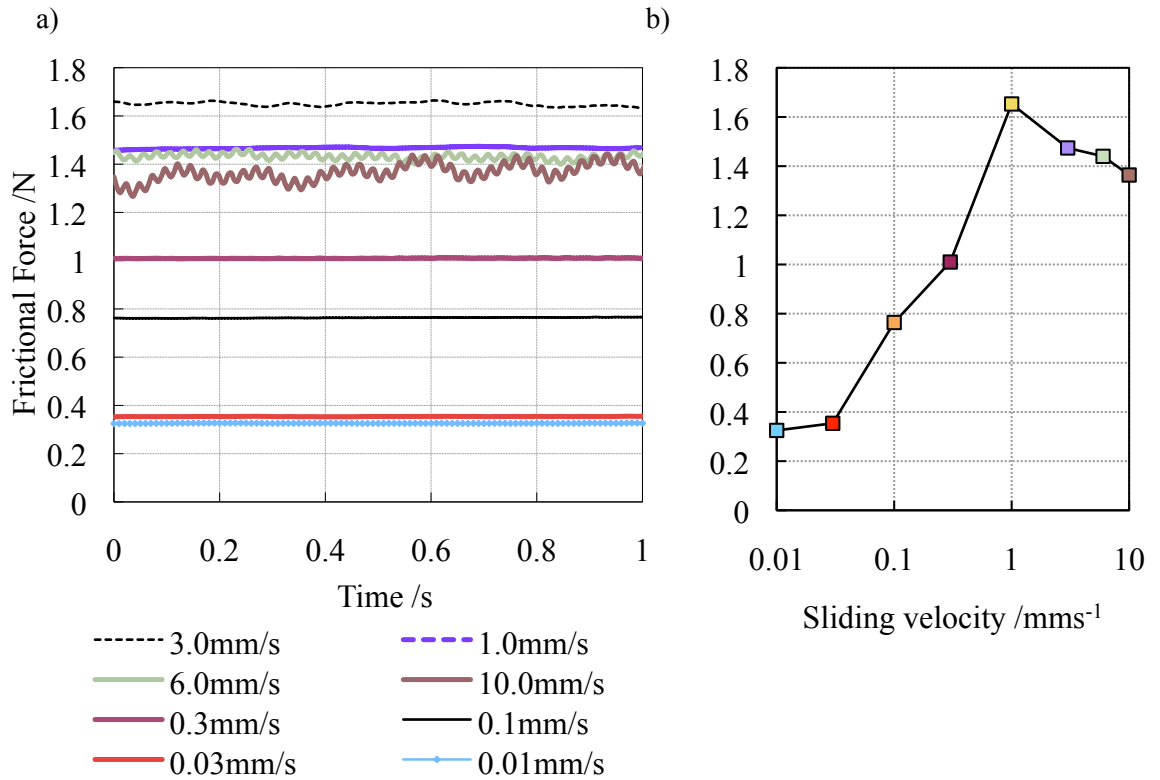 a)
b)
Frictional Force /N
1.8
1.6
1.4
1.2
1
0.8
0.6
0.4
0.2
0
0 0.2 0.4 0.6 0.8 1
Time /s
3.0mm/s 1.0mm/s
6.0mm/s 10.0mm/s
0.3mm/s 0.1mm/s
0.03mm/s 0.01mm/s
1.8
1.6
1.4
1.2
1
0.8
0.6
0.4
0.2
0
0.01 0.1 1 10
Sliding velocity /mms⁻¹